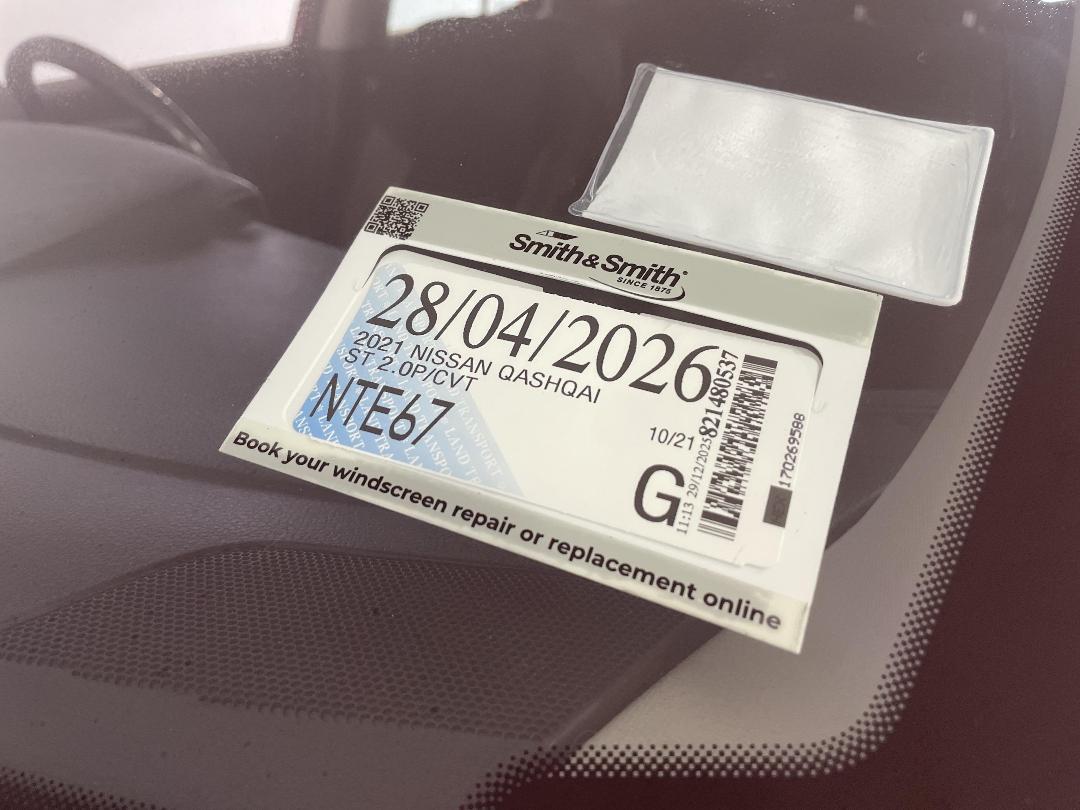 Smith&Smith®
SINCE 1875
28/04/2026
2021 NISSAN QASHQAI
ST 2.0P/CVT
NTE67
10/21
G
11:13 29/12/2025
821480537
170269588
Book your windscreen repair or replacement online